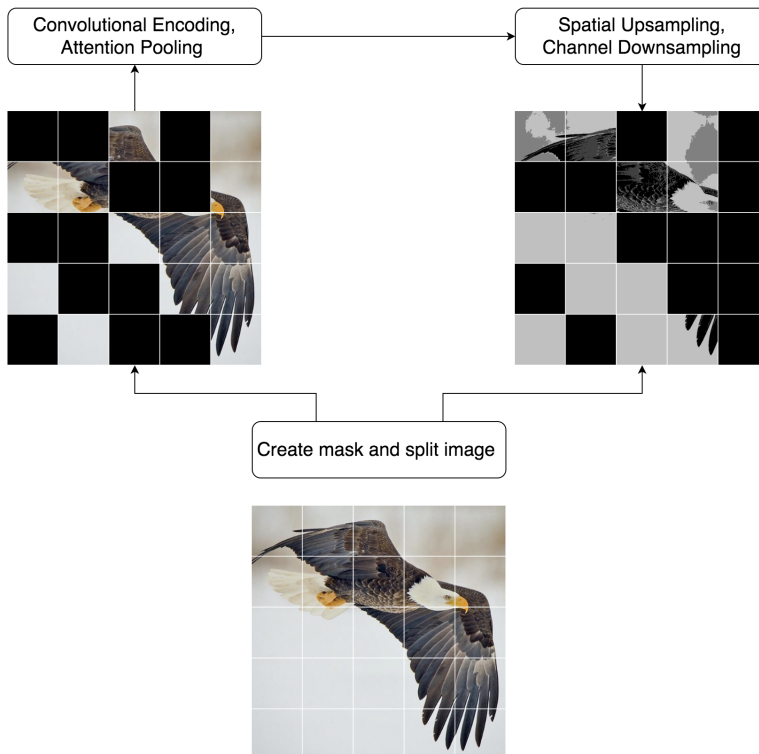 Convolutional Encoding,
Attention Pooling
Spatial Upsampling,
Channel Downsampling
Create mask and split image